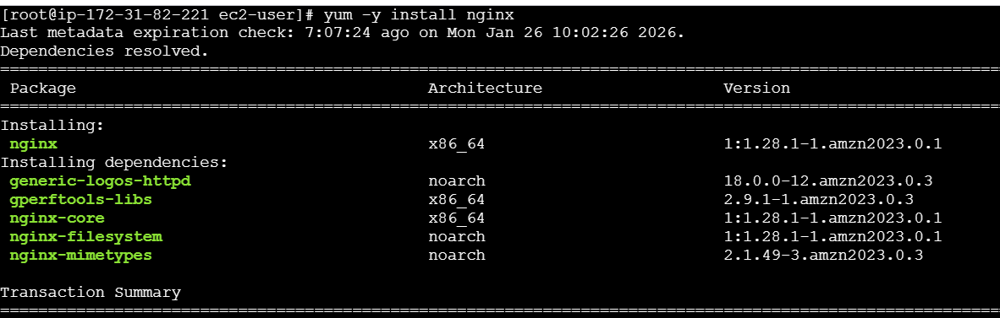 [root@ip-172-31-82-221 ec2-user]# yum -y install nginx
Last metadata expiration check: 7:07:24 ago on Mon Jan 26 10:02:26 2026.
Dependencies resolved.
================================================================================
Package Architecture Version
================================================================================
Installing:
nginx x86_64 1:1.28.1-1.amzn2023.0.1
Installing dependencies:
generic-logos-httpd noarch 18.0.0-12.amzn2023.0.3
gperftools-libs x86_64 2.9.1-1.amzn2023.0.3
nginx-core x86_64 1:1.28.1-1.amzn2023.0.1
nginx-filesystem noarch 1:1.28.1-1.amzn2023.0.1
nginx-mimetypes noarch 2.1.49-3.amzn2023.0.3
Transaction Summary
================================================================================